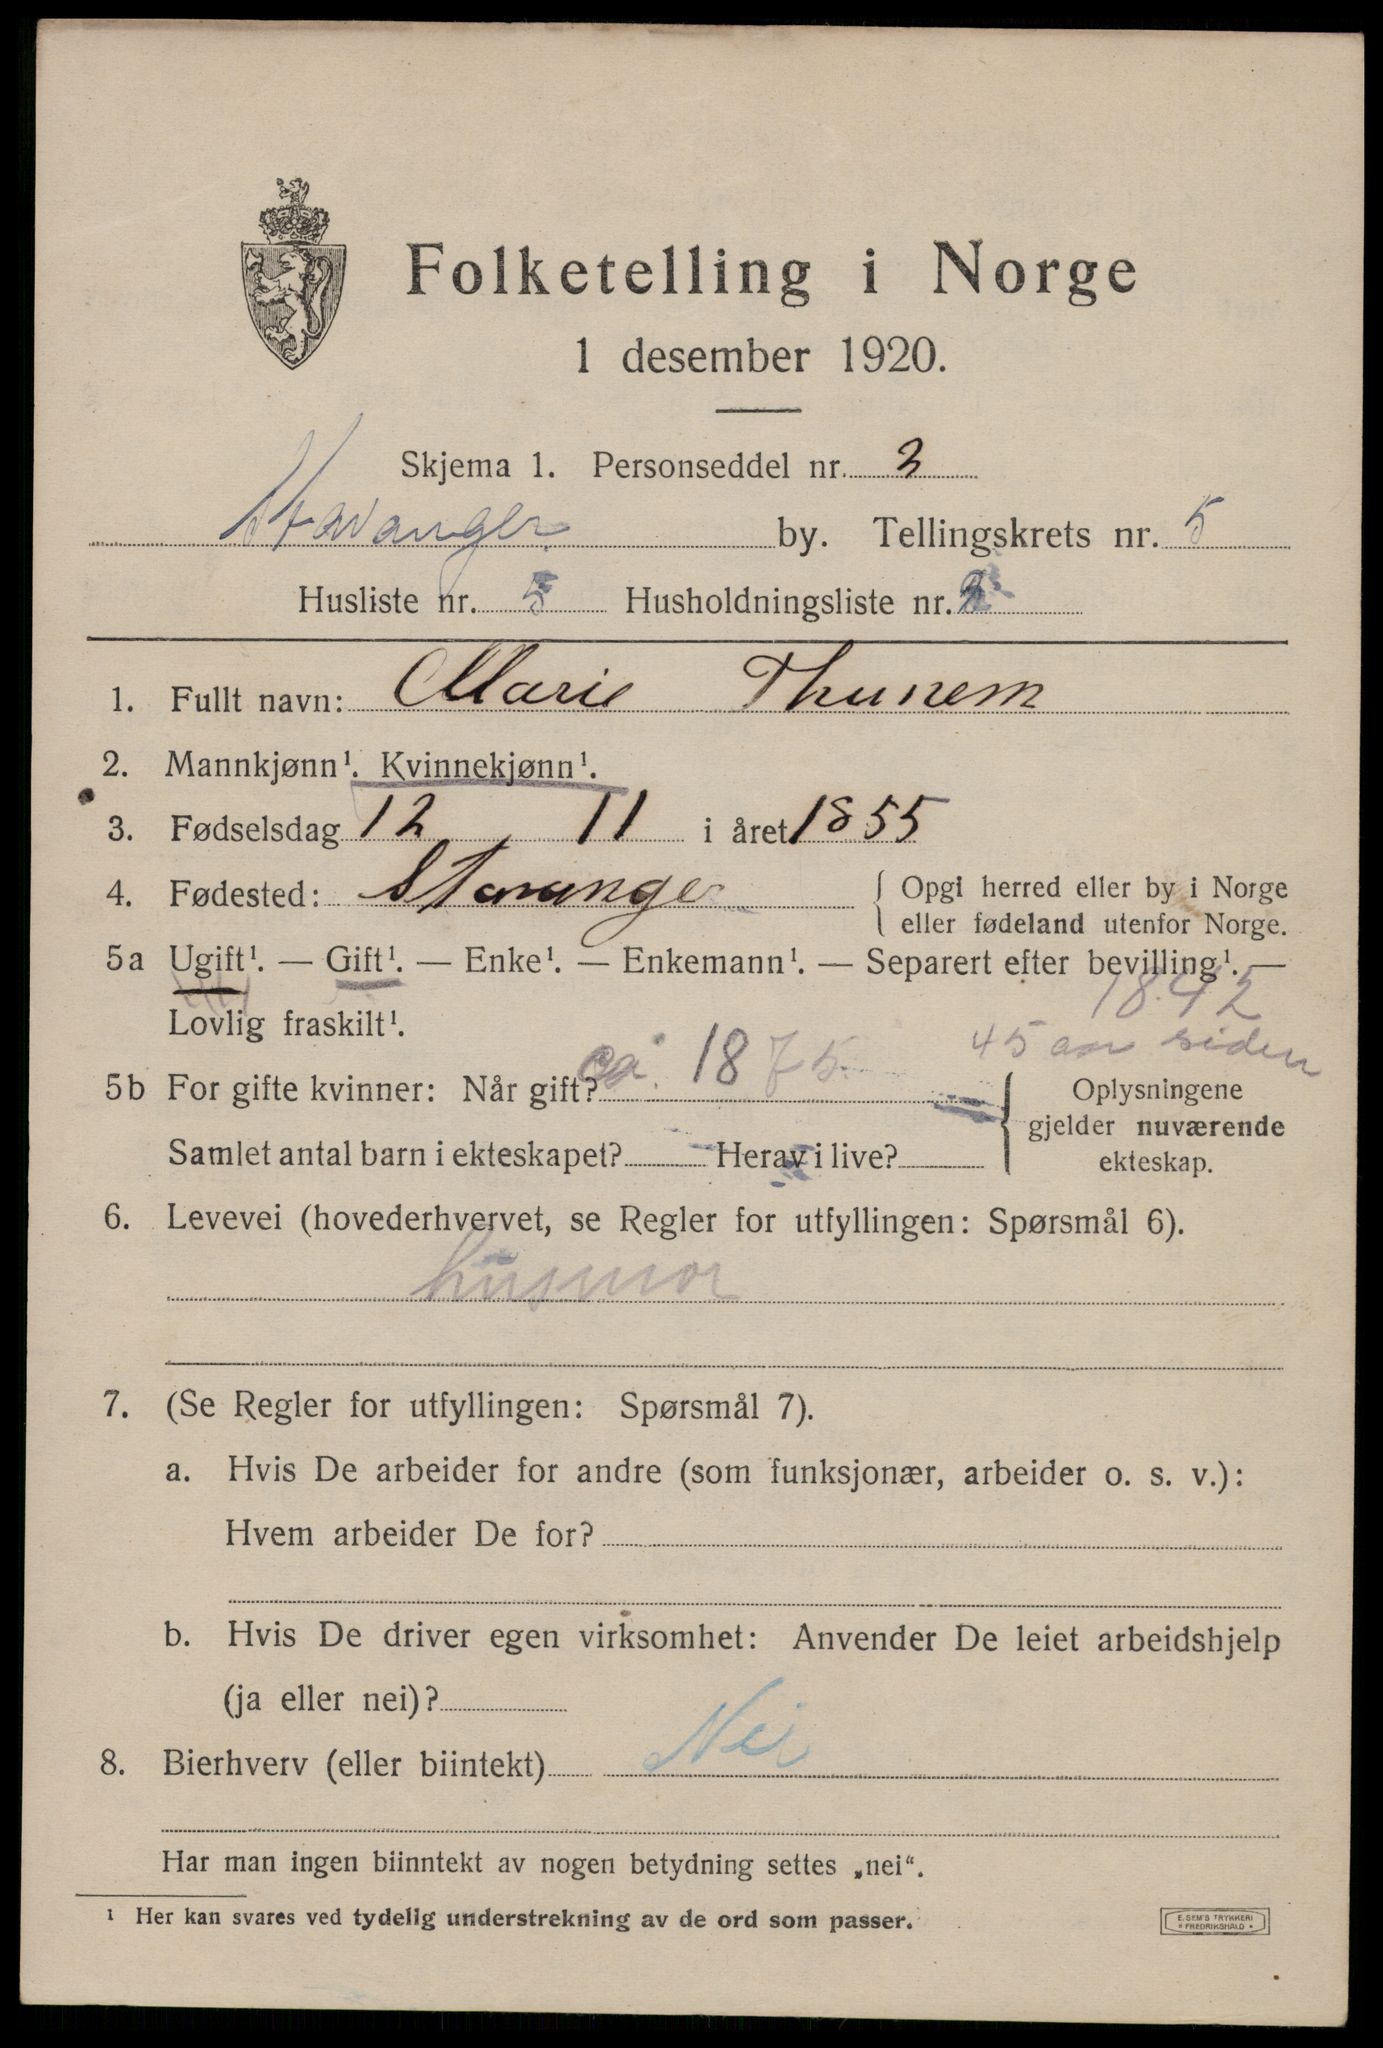 Folketelling i Norge
1 desember 1920.
Skjema 1. Personseddel nr. 2
Stavanger by. Tellingskrets nr. 5
Husliste nr. 5 Husholdningsliste nr.
1. Fullt navn: Marie Thunem
2. Mannkjønn¹. Kvinnekjønn¹.
3. Fødselsdag 12 11 i året 1855
4. Fødested: Stavanger { Opgi herred eller by i Norge
eller fødeland utenfor Norge.
5a Ugift¹. — Gift¹. — Enke¹. — Enkemann¹. — Separert efter bevilling¹. —
Lovlig fraskilt¹.
1842
45 aar siden
5b For gifte kvinner: Når gift? ca. 1875
Samlet antal barn i ekteskapet? Herav i live?
Oplysningene
gjelder nuværende
ekteskap.
6. Levevei (hovederhvervet, se Regler for utfyllingen: Spørsmål 6).
husmor
7. (Se Regler for utfyllingen: Spørsmål 7).
a. Hvis De arbeider for andre (som funksjonær, arbeider o. s. v.):
Hvem arbeider De for?
b. Hvis De driver egen virksomhet: Anvender De leiet arbeidshjelp
(ja eller nei)?
8. Bierhverv (eller biintekt) Nei
Har man ingen biinntekt av nogen betydning settes „nei“.
¹ Her kan svares ved tydelig understrekning av de ord som passer.
E. SEM'S TRYKKERI
* FREDRIKSHALD *